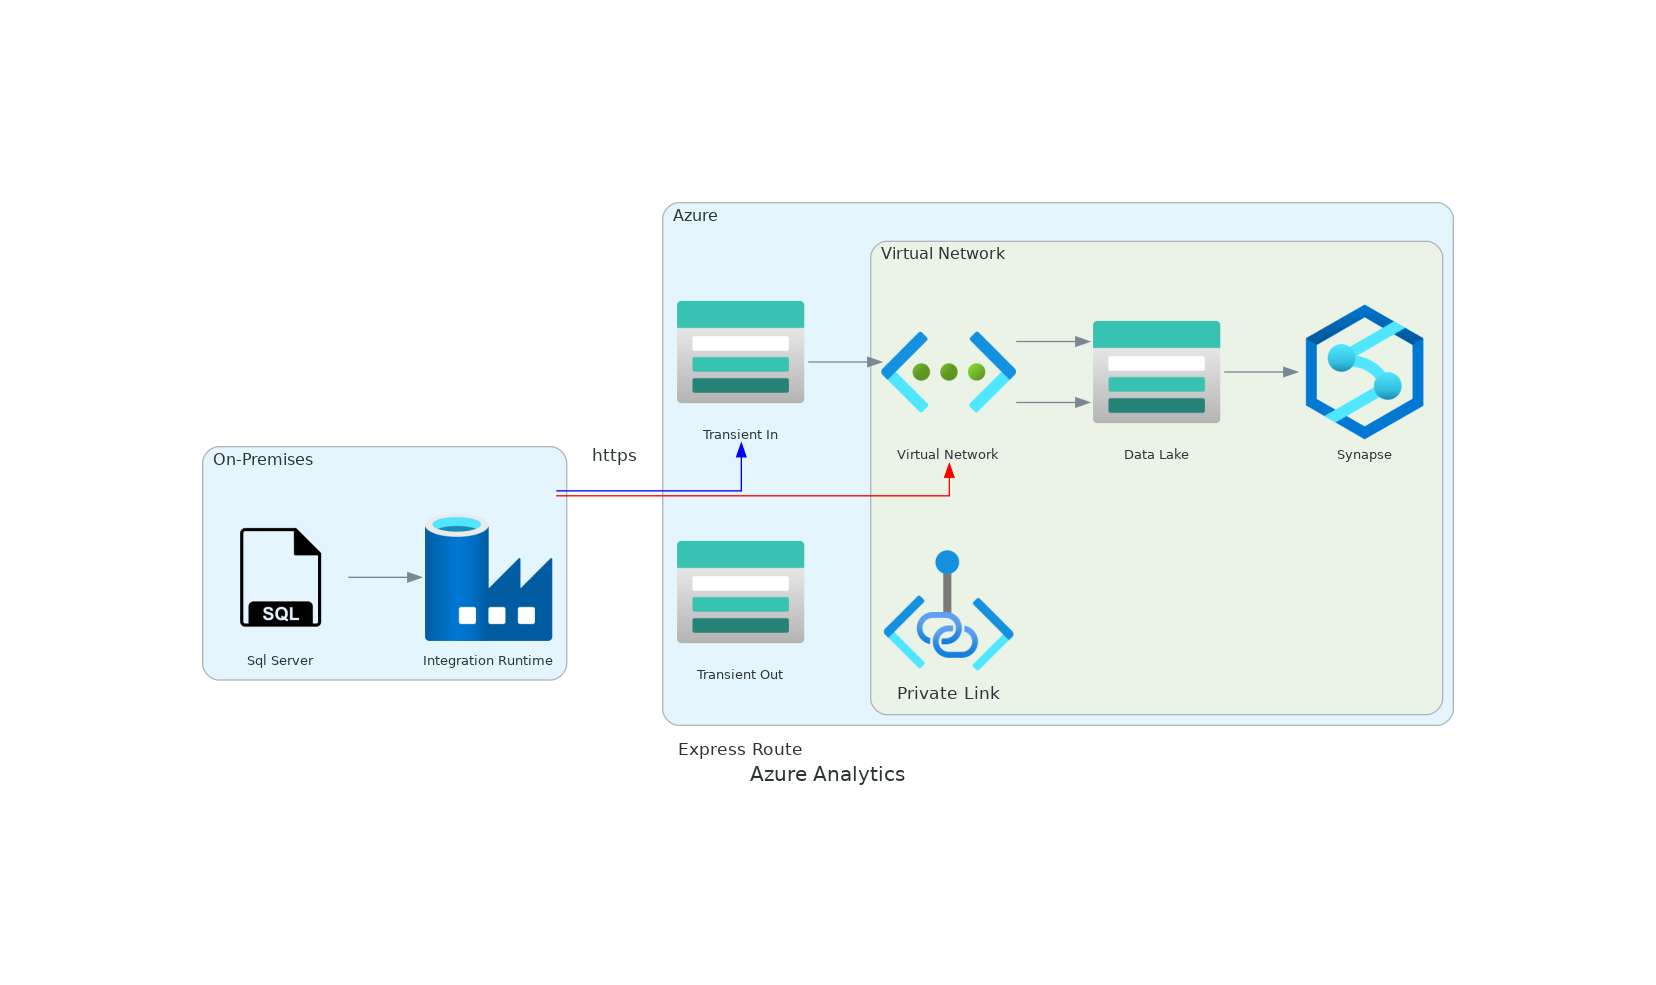 Azure
Virtual Network
Transient In
Virtual Network
Data Lake
Synapse
https
On-Premises
SQL
Sql Server
Integration Runtime
Transient Out
Private Link
Express Route
Azure Analytics